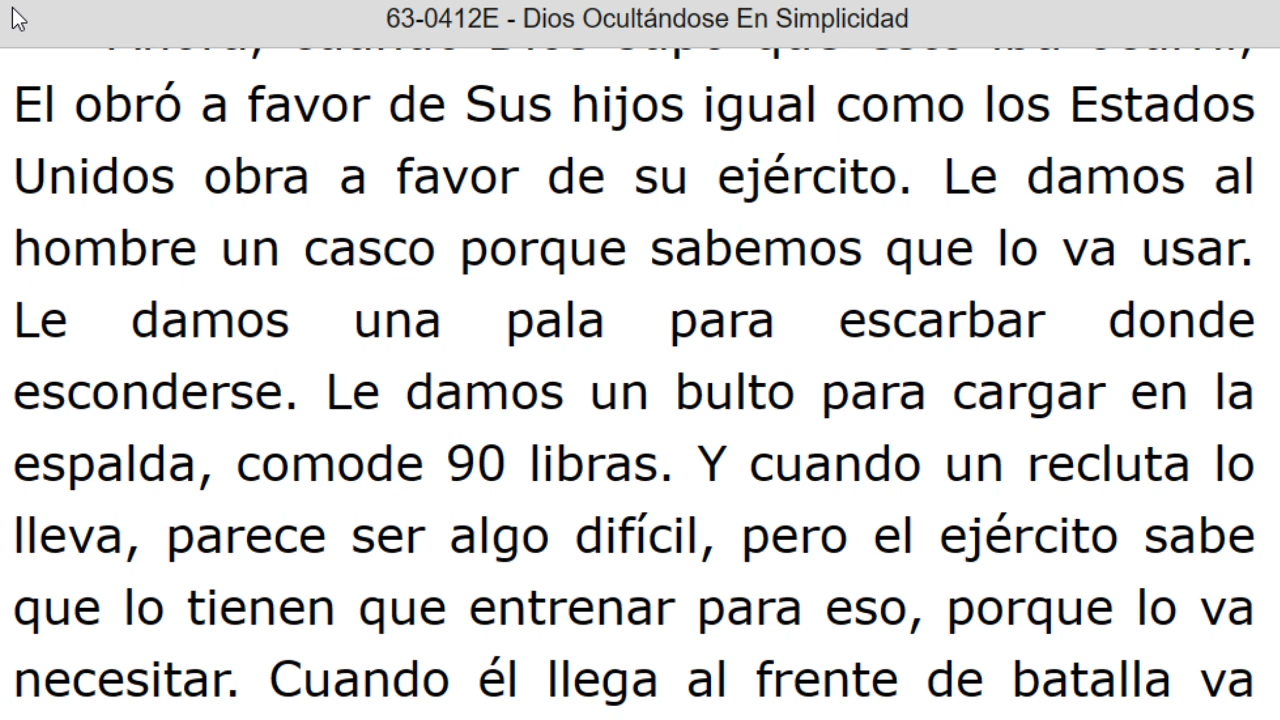 63-0412E - Dios Ocultándose En Simplicidad
El obró a favor de Sus hijos igual como los Estados
Unidos obra a favor de su ejército. Le damos al
hombre un casco porque sabemos que lo va usar.
Le damos una pala para escarbar donde
esconderse. Le damos un bulto para cargar en la
espalda, comode 90 libras. Y cuando un recluta lo
lleva, parece ser algo difícil, pero el ejército sabe
que lo tienen que entrenar para eso, porque lo va
necesitar. Cuando él llega al frente de batalla va